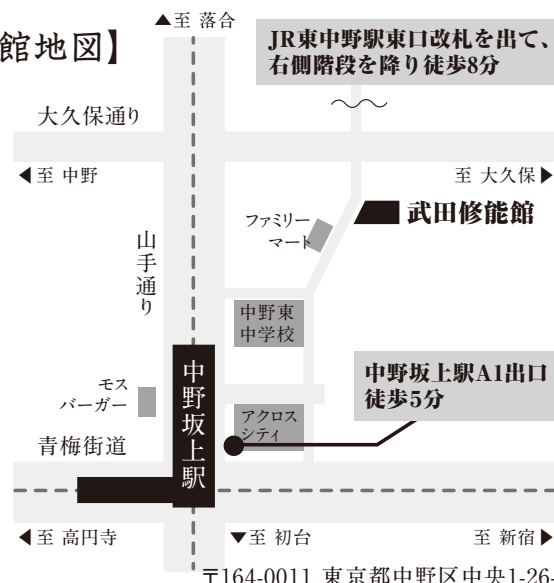 ▲至 落合
館地図】
JR東中野駅東口改札を出て、
右側階段を降り徒歩8分
大久保通り
◀至 中野
至 大久保▶
武田修能館
ファミリー
マート
山手通り
中野東
中学校
中野坂上駅A1出口
徒歩5分
モス
バーガー
中野坂上駅
アクロス
シティ
青梅街道
◀至 高円寺
▼至 初台
至 新宿▶
〒164-0011 東京都中野区中央1-26-